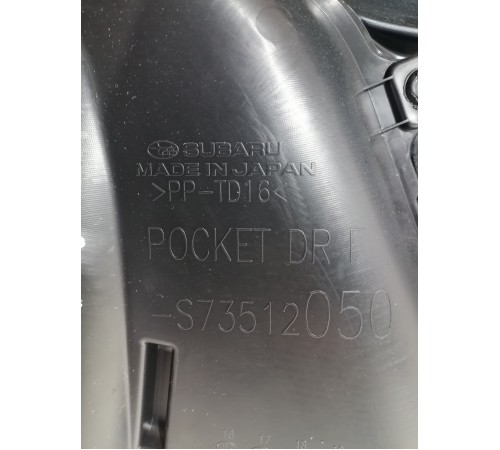 SUBARU
MADE IN JAPAN
>PP-TD16<
POCKET DR F
-S73512050